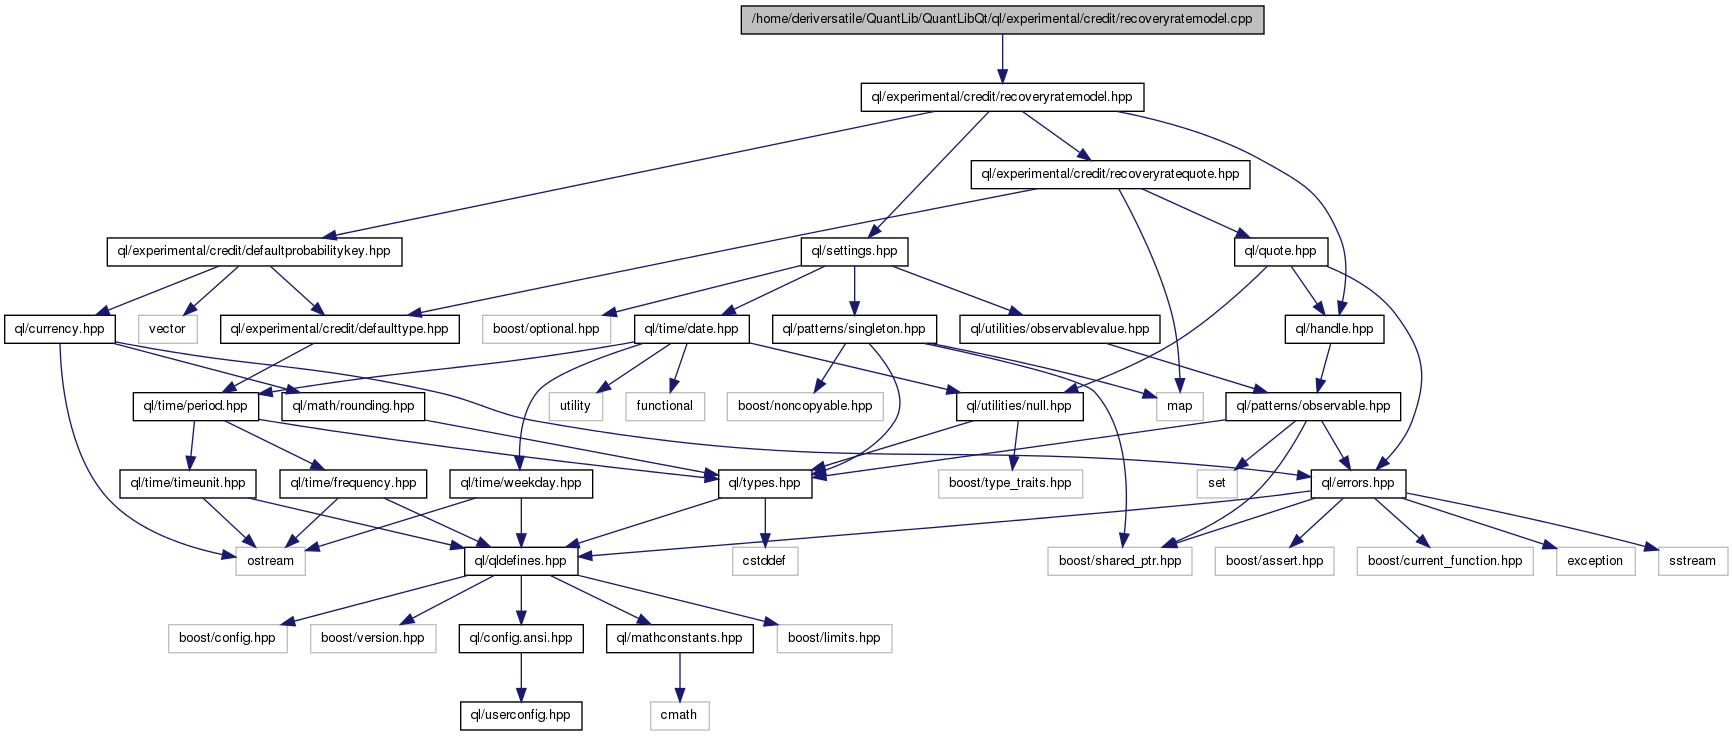 /home/deriversatile/QuantLib/QuantLibQt/ql/experimental/credit/recoveryratemodel.cpp
ql/experimental/credit/recoveryratemodel.hpp
ql/experimental/credit/recoveryratequote.hpp
ql/experimental/credit/defaultprobabilitykey.hpp
ql/settings.hpp
ql/quote.hpp
ql/currency.hpp
vector
ql/experimental/credit/defaulttype.hpp
boost/optional.hpp
ql/time/date.hpp
ql/patterns/singleton.hpp
ql/utilities/observablevalue.hpp
ql/handle.hpp
ql/time/period.hpp
ql/math/rounding.hpp
utility
functional
boost/noncopyable.hpp
ql/utilities/null.hpp
map
ql/patterns/observable.hpp
ql/time/timeunit.hpp
ql/time/frequency.hpp
ql/time/weekday.hpp
ql/types.hpp
boost/type_traits.hpp
set
ql/errors.hpp
ostream
ql/qldefines.hpp
cstddef
boost/shared_ptr.hpp
boost/assert.hpp
boost/current_function.hpp
exception
sstream
boost/config.hpp
boost/version.hpp
ql/config.ansi.hpp
ql/mathconstants.hpp
boost/limits.hpp
ql/userconfig.hpp
cmath